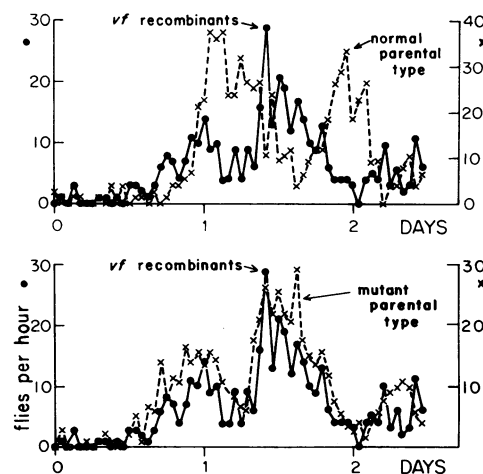 vf recombinants
normal
parental
type
30
20
10
0
40
x
30
20
10
0
0 1 2 DAYS
vf recombinants
mutant
parental
type
flies per hour
30
20
10
0
30
x
20
10
0
0 1 2 DAYS